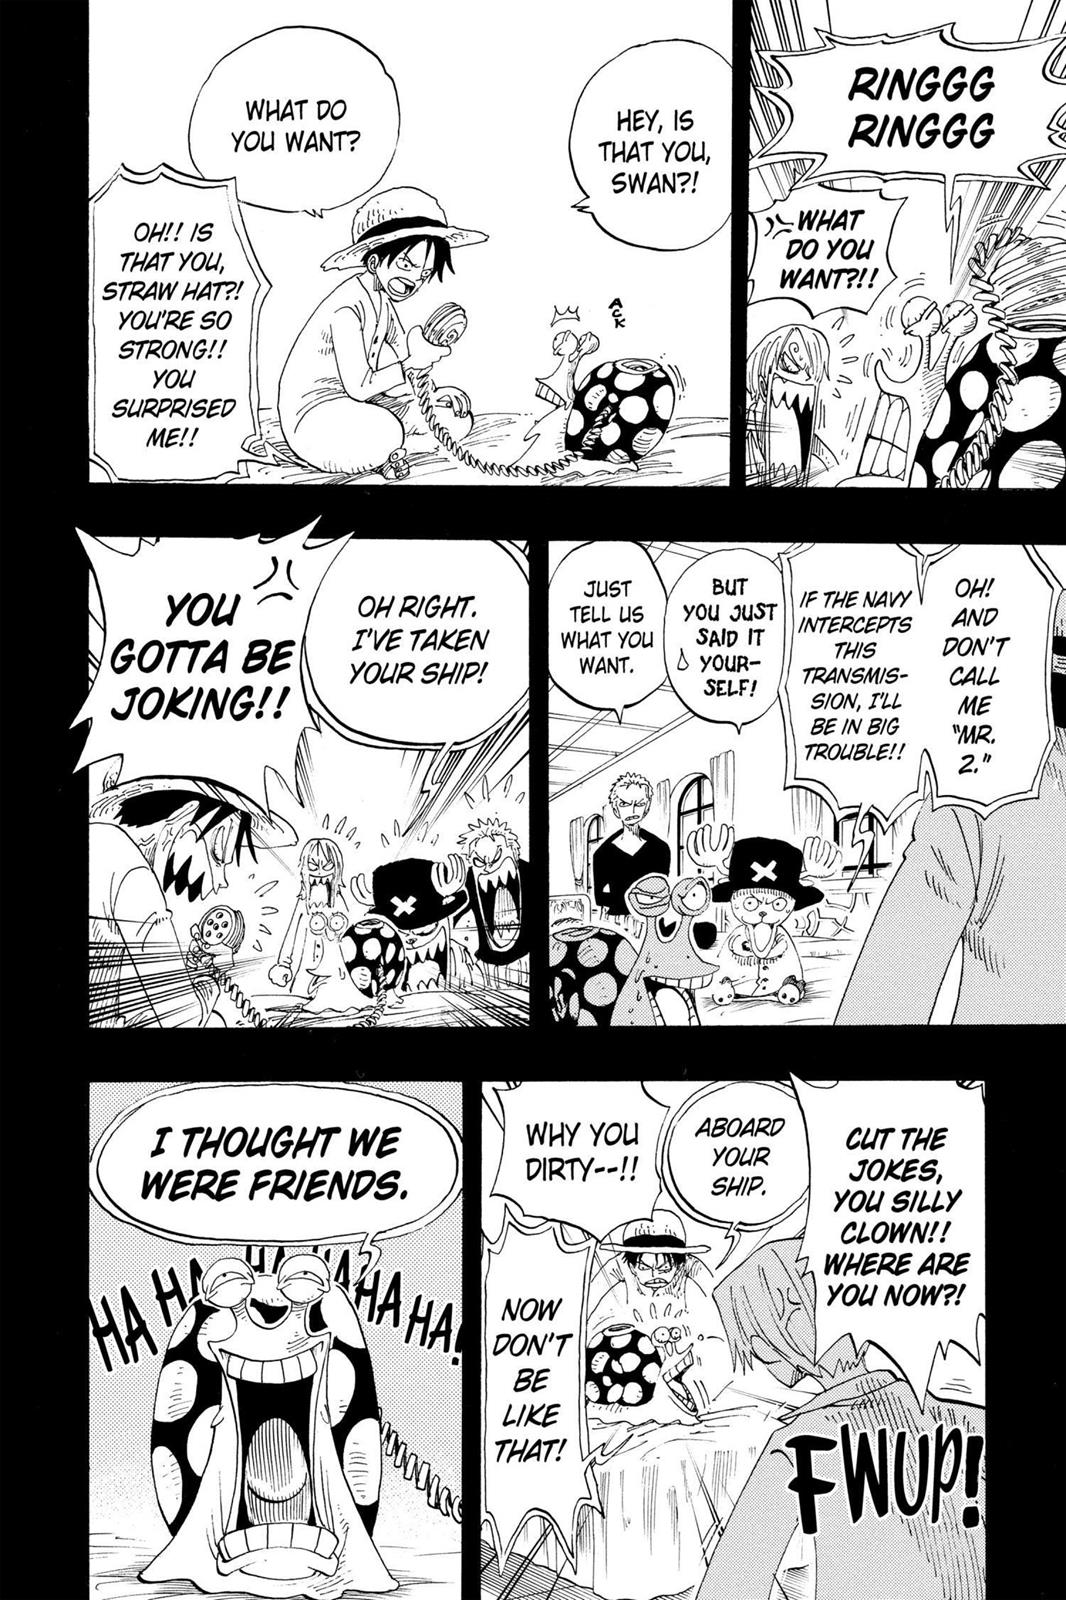 RINGGG
RINGGG
WHAT
DO YOU
WANT?!!
HEY, IS
THAT YOU,
SWAN?!
ACK
WHAT DO
YOU WANT?
OH!! IS
THAT YOU,
STRAW HAT?!
YOU'RE SO
STRONG!!
YOU
SURPRISED
ME!!
OH!
AND
DON'T
CALL
ME
"MR.
2."
IF THE NAVY
INTERCEPTS
THIS
TRANSMIS-
SION, I'LL
BE IN BIG
TROUBLE!!
BUT
YOU JUST
SAID IT
YOUR-
SELF!
JUST
TELL US
WHAT YOU
WANT.
OH RIGHT.
I'VE TAKEN
YOUR SHIP!
YOU
GOTTA BE
JOKING!!
CUT THE
JOKES,
YOU SILLY
CLOWN!!
WHERE ARE
YOU NOW?!
ABOARD
YOUR
SHIP.
WHY YOU
DIRTY--!!
NOW
DON'T
BE
LIKE
THAT!
FWUP!
I THOUGHT WE
WERE FRIENDS.
HA HA HA HA HA HA HA!